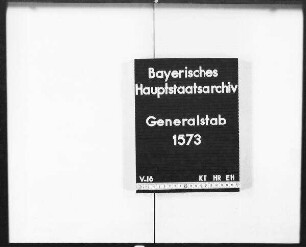 Bayerisches
Hauptstaatsarchiv
Generalstab
1573
V.16 KT HR EH